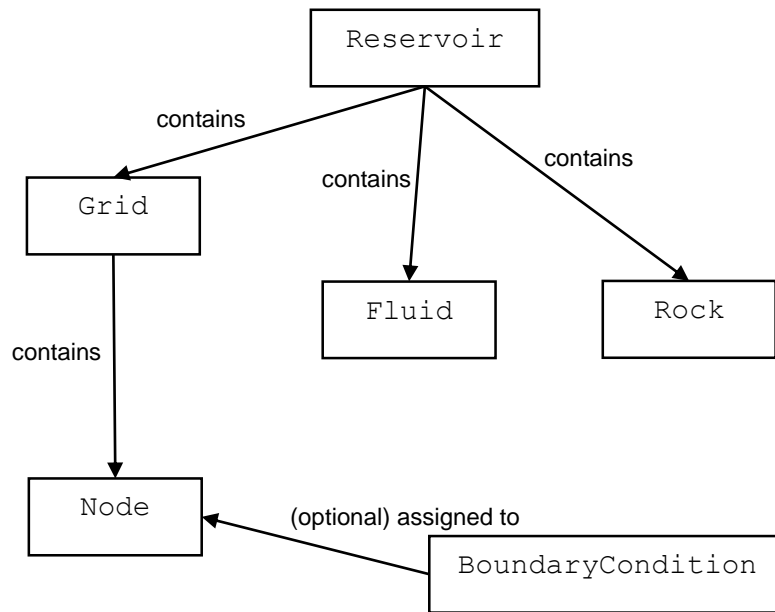 Reservoir
contains
contains
contains
Grid
Fluid
Rock
contains
Node
(optional) assigned to
BoundaryCondition